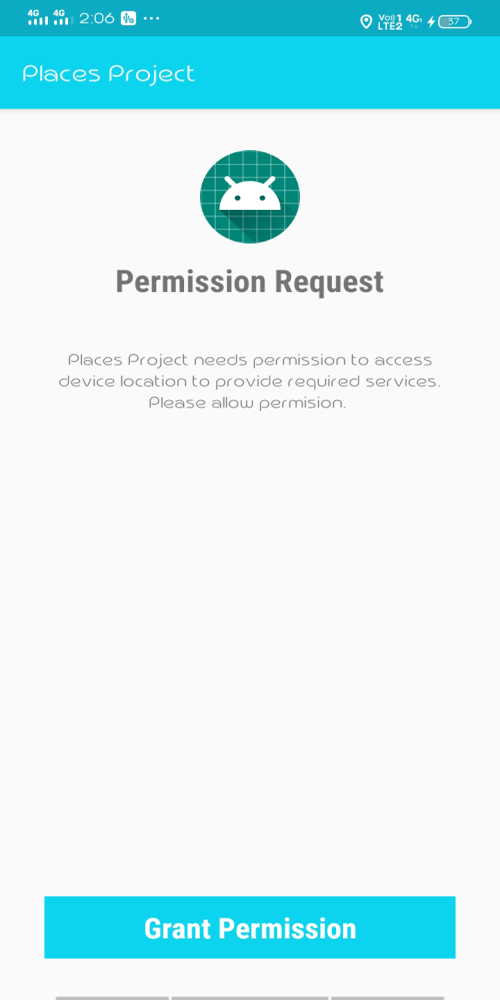 4G 4G 2:06
Vo)) 1 4G
LTE2
37
Places Project
Permission Request
Places Project needs permission to access
device location to provide required services.
Please allow permision.
Grant Permission